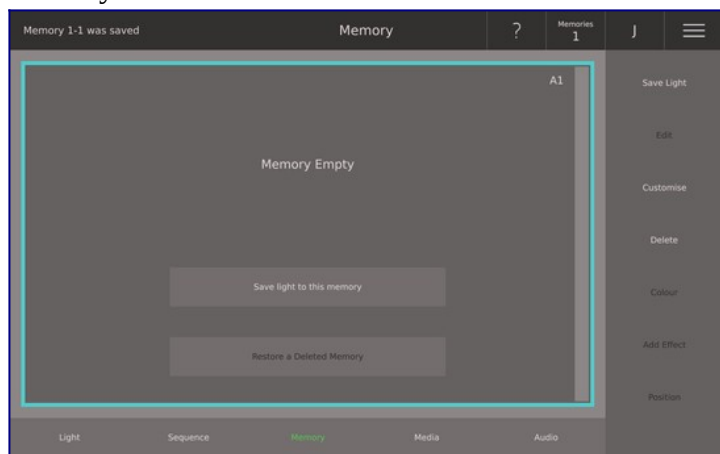 Memory 1-1 was saved
Memory
?
Memories
1
J
A1
Memory Empty
Save light to this memory
Restore a Deleted Memory
Save Light
Edit
Customise
Delete
Colour
Add Effect
Position
Light
Sequence
Memory
Media
Audio